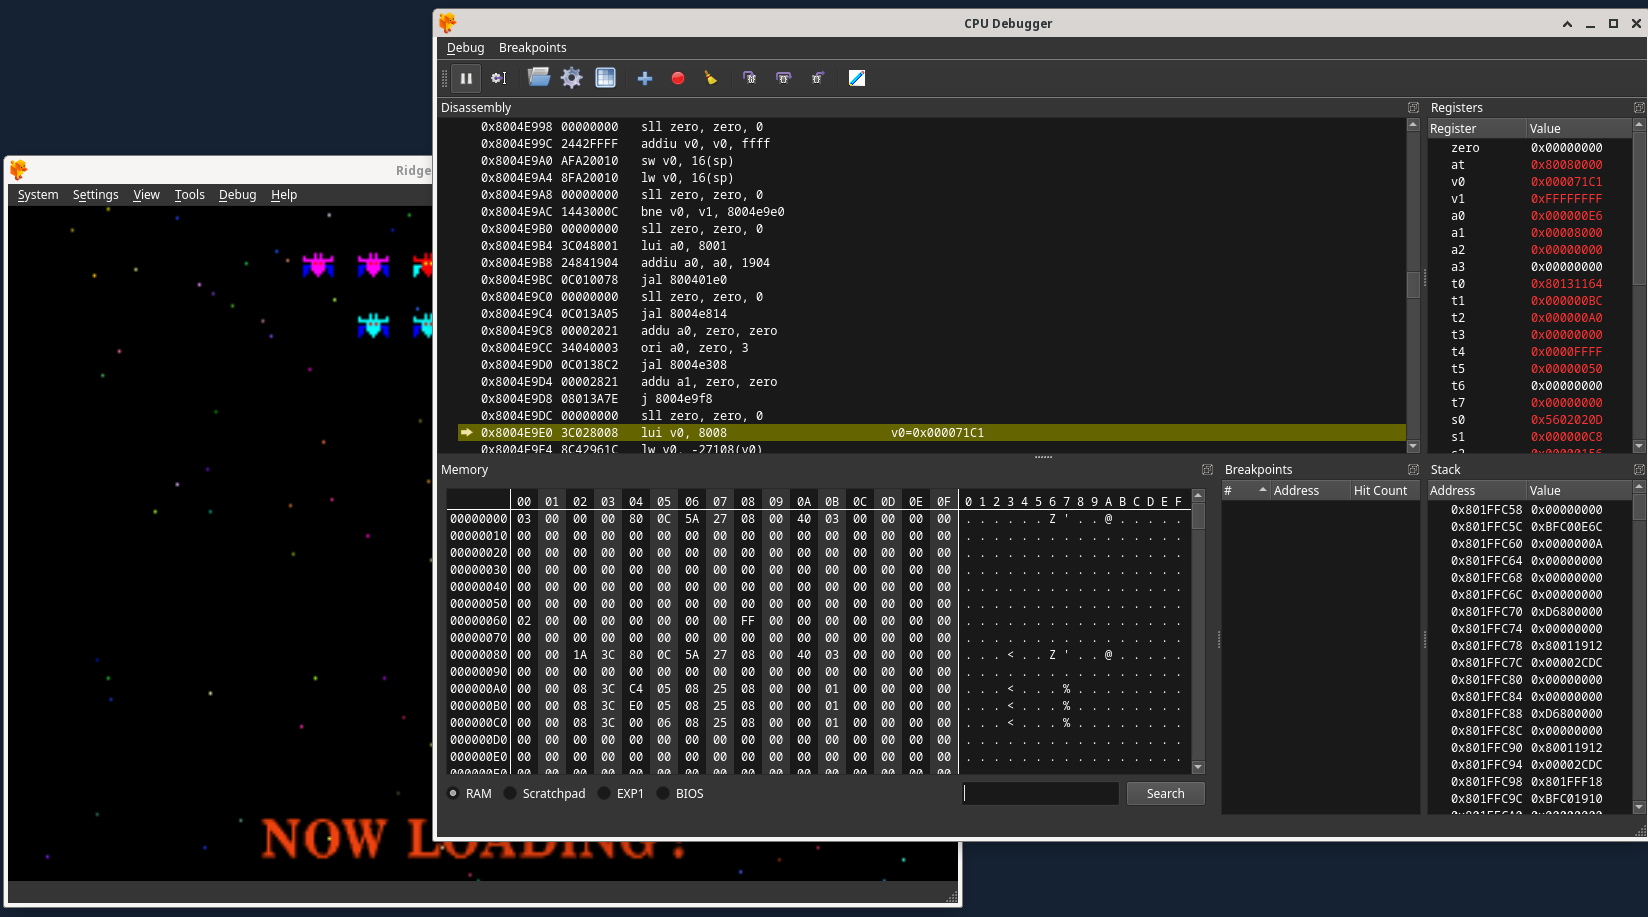 CPU Debugger
Debug Breakpoints
Disassembly
0x8004E998 00000000 sll zero, zero, 0
0x8004E99C 2442FFFF addiu v0, v0, ffff
0x8004E9A0 AFA20010 sw v0, 16(sp)
0x8004E9A4 8FA20010 lw v0, 16(sp)
0x8004E9A8 00000000 sll zero, zero, 0
0x8004E9AC 1443000C bne v0, v1, 8004e9e0
0x8004E9B0 00000000 sll zero, zero, 0
0x8004E9B4 3C048001 lui a0, 8001
0x8004E9B8 24841904 addiu a0, a0, 1904
0x8004E9BC 0C010078 jal 800401e0
0x8004E9C0 00000000 sll zero, zero, 0
0x8004E9C4 0C013A05 jal 8004e814
0x8004E9C8 00002021 addu a0, zero, zero
0x8004E9CC 34040003 ori a0, zero, 3
0x8004E9D0 0C0138C2 jal 8004e308
0x8004E9D4 00002821 addu a1, zero, zero
0x8004E9D8 08013A7E j 8004e9f8
0x8004E9DC 00000000 sll zero, zero, 0
0x8004E9E0 3C028008 lui v0, 8008 v0=0x000071C1
0x8004E9E4 8C42961C lw v0, -27108(v0)
Registers
Register Value
zero 0x00000000
at 0x80080000
v0 0x000071C1
v1 0xFFFFFFFF
a0 0x000000E6
a1 0x00008000
a2 0x00000000
a3 0x00000000
t0 0x80131164
t1 0x000000BC
t2 0x000000A0
t3 0x00000000
t4 0x0000FFFF
t5 0x00000050
t6 0x00000000
t7 0x00000000
s0 0x5602020D
s1 0x000000C8
Ridge
System Settings View Tools Debug Help
NOW LOADING!
Memory
00 01 02 03 04 05 06 07 08 09 0A 0B 0C 0D 0E 0F 0 1 2 3 4 5 6 7 8 9 A B C D E F
00000000 03 00 00 00 80 0C 5A 27 08 00 40 03 00 00 00 00 . . . . . . Z ' . . @ . . . . .
00000010 00 00 00 00 00 00 00 00 00 00 00 00 00 00 00 00 . . . . . . . . . . . . . . . .
00000020 00 00 00 00 00 00 00 00 00 00 00 00 00 00 00 00 . . . . . . . . . . . . . . . .
00000030 00 00 00 00 00 00 00 00 00 00 00 00 00 00 00 00 . . . . . . . . . . . . . . . .
00000040 00 00 00 00 00 00 00 00 00 00 00 00 00 00 00 00 . . . . . . . . . . . . . . . .
00000050 00 00 00 00 00 00 00 00 00 00 00 00 00 00 00 00 . . . . . . . . . . . . . . . .
00000060 02 00 00 00 00 00 00 00 FF 00 00 00 00 00 00 00 . . . . . . . . . . . . . . . .
00000070 00 00 00 00 00 00 00 00 00 00 00 00 00 00 00 00 . . . . . . . . . . . . . . . .
00000080 00 00 1A 3C 80 0C 5A 27 08 00 40 03 00 00 00 00 . . . < . . Z ' . . @ . . . . .
00000090 00 00 00 00 00 00 00 00 00 00 00 00 00 00 00 00 . . . . . . . . . . . . . . . .
000000A0 00 00 08 3C C4 05 08 25 08 00 00 01 00 00 00 00 . . . < . . . % . . . . . . . .
000000B0 00 00 08 3C E0 05 08 25 08 00 00 01 00 00 00 00 . . . < . . . % . . . . . . . .
000000C0 00 00 08 3C 00 06 08 25 08 00 00 01 00 00 00 00 . . . < . . . % . . . . . . . .
000000D0 00 00 00 00 00 00 00 00 00 00 00 00 00 00 00 00 . . . . . . . . . . . . . . . .
000000E0 00 00 00 00 00 00 00 00 00 00 00 00 00 00 00 00 . . . . . . . . . . . . . . . .
RAM Scratchpad EXP1 BIOS Search
Breakpoints
# Address Hit Count
Stack
Address Value
0x801FFC58 0x00000000
0x801FFC5C 0xBFC00E6C
0x801FFC60 0x0000000A
0x801FFC64 0x00000000
0x801FFC68 0x00000000
0x801FFC6C 0x00000000
0x801FFC70 0xD6800000
0x801FFC74 0x00000000
0x801FFC78 0x80011912
0x801FFC7C 0x00002CDC
0x801FFC80 0x00000000
0x801FFC84 0x00000000
0x801FFC88 0xD6800000
0x801FFC8C 0x00000000
0x801FFC90 0x80011912
0x801FFC94 0x00002CDC
0x801FFC98 0x801FFF18
0x801FFC9C 0xBFC01910